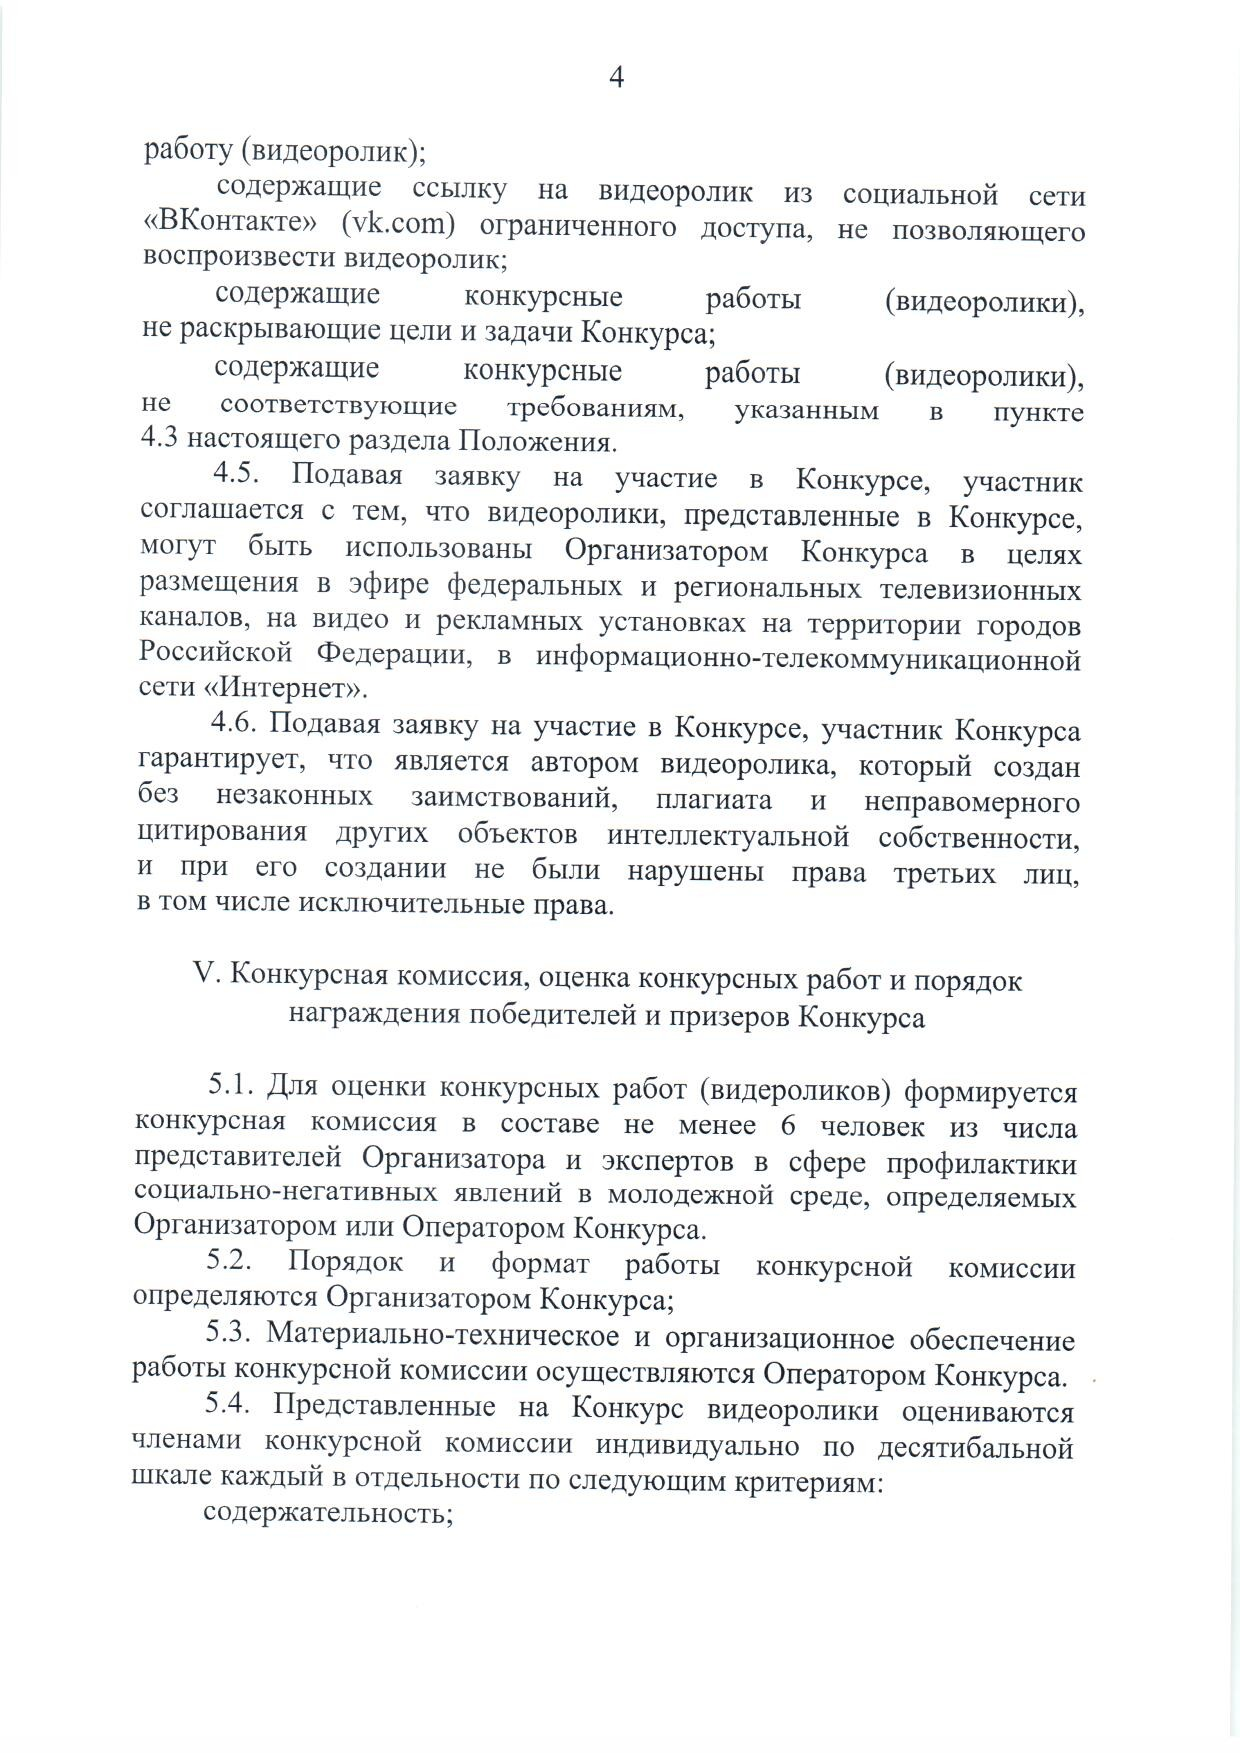 4
работу (видеоролик);
содержащие ссылку на видеоролик из социальной сети
«ВКонтакте» (vk.com) ограниченного доступа, не позволяющего
воспроизвести видеоролик;
содержащие конкурсные работы (видеоролики),
не раскрывающие цели и задачи Конкурса;
содержащие конкурсные работы (видеоролики),
не соответствующие требованиям, указанным в пункте
4.3 настоящего раздела Положения.
4.5. Подавая заявку на участие в Конкурсе, участник
соглашается с тем, что видеоролики, представленные в Конкурсе,
могут быть использованы Организатором Конкурса в целях
размещения в эфире федеральных и региональных телевизионных
каналов, на видео и рекламных установках на территории городов
Российской Федерации, в информационно-телекоммуникационной
сети «Интернет».
4.6. Подавая заявку на участие в Конкурсе, участник Конкурса
гарантирует, что является автором видеоролика, который создан
без незаконных заимствований, плагиата и неправомерного
цитирования других объектов интеллектуальной собственности,
и при его создании не были нарушены права третьих лиц,
в том числе исключительные права.
V. Конкурсная комиссия, оценка конкурсных работ и порядок
награждения победителей и призеров Конкурса
5.1. Для оценки конкурсных работ (видероликов) формируется
конкурсная комиссия в составе не менее 6 человек из числа
представителей Организатора и экспертов в сфере профилактики
социально-негативных явлений в молодежной среде, определяемых
Организатором или Оператором Конкурса.
5.2. Порядок и формат работы конкурсной комиссии
определяются Организатором Конкурса;
5.3. Материально-техническое и организационное обеспечение
работы конкурсной комиссии осуществляются Оператором Конкурса.
5.4. Представленные на Конкурс видеоролики оцениваются
членами конкурсной комиссии индивидуально по десятибальной
шкале каждый в отдельности по следующим критериям:
содержательность;